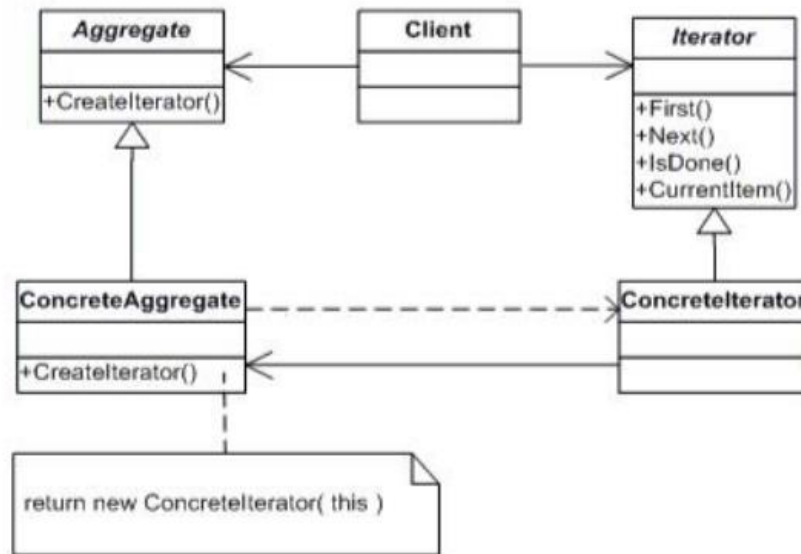 Aggregate
+CreateIterator()
Client
Iterator
+First()
+Next()
+IsDone()
+CurrentItem()
ConcreteAggregate
+CreateIterator()
ConcreteIterator
return new ConcreteIterator( this )